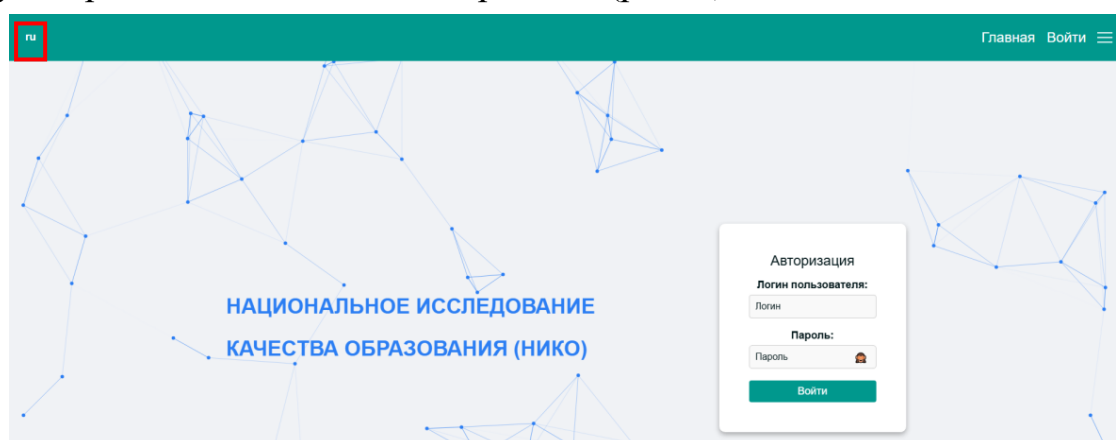 ru
Главная Войти
НАЦИОНАЛЬНОЕ ИССЛЕДОВАНИЕ
КАЧЕСТВА ОБРАЗОВАНИЯ (НИКО)
Авторизация
Логин пользователя:
Логин
Пароль:
Пароль
Войти